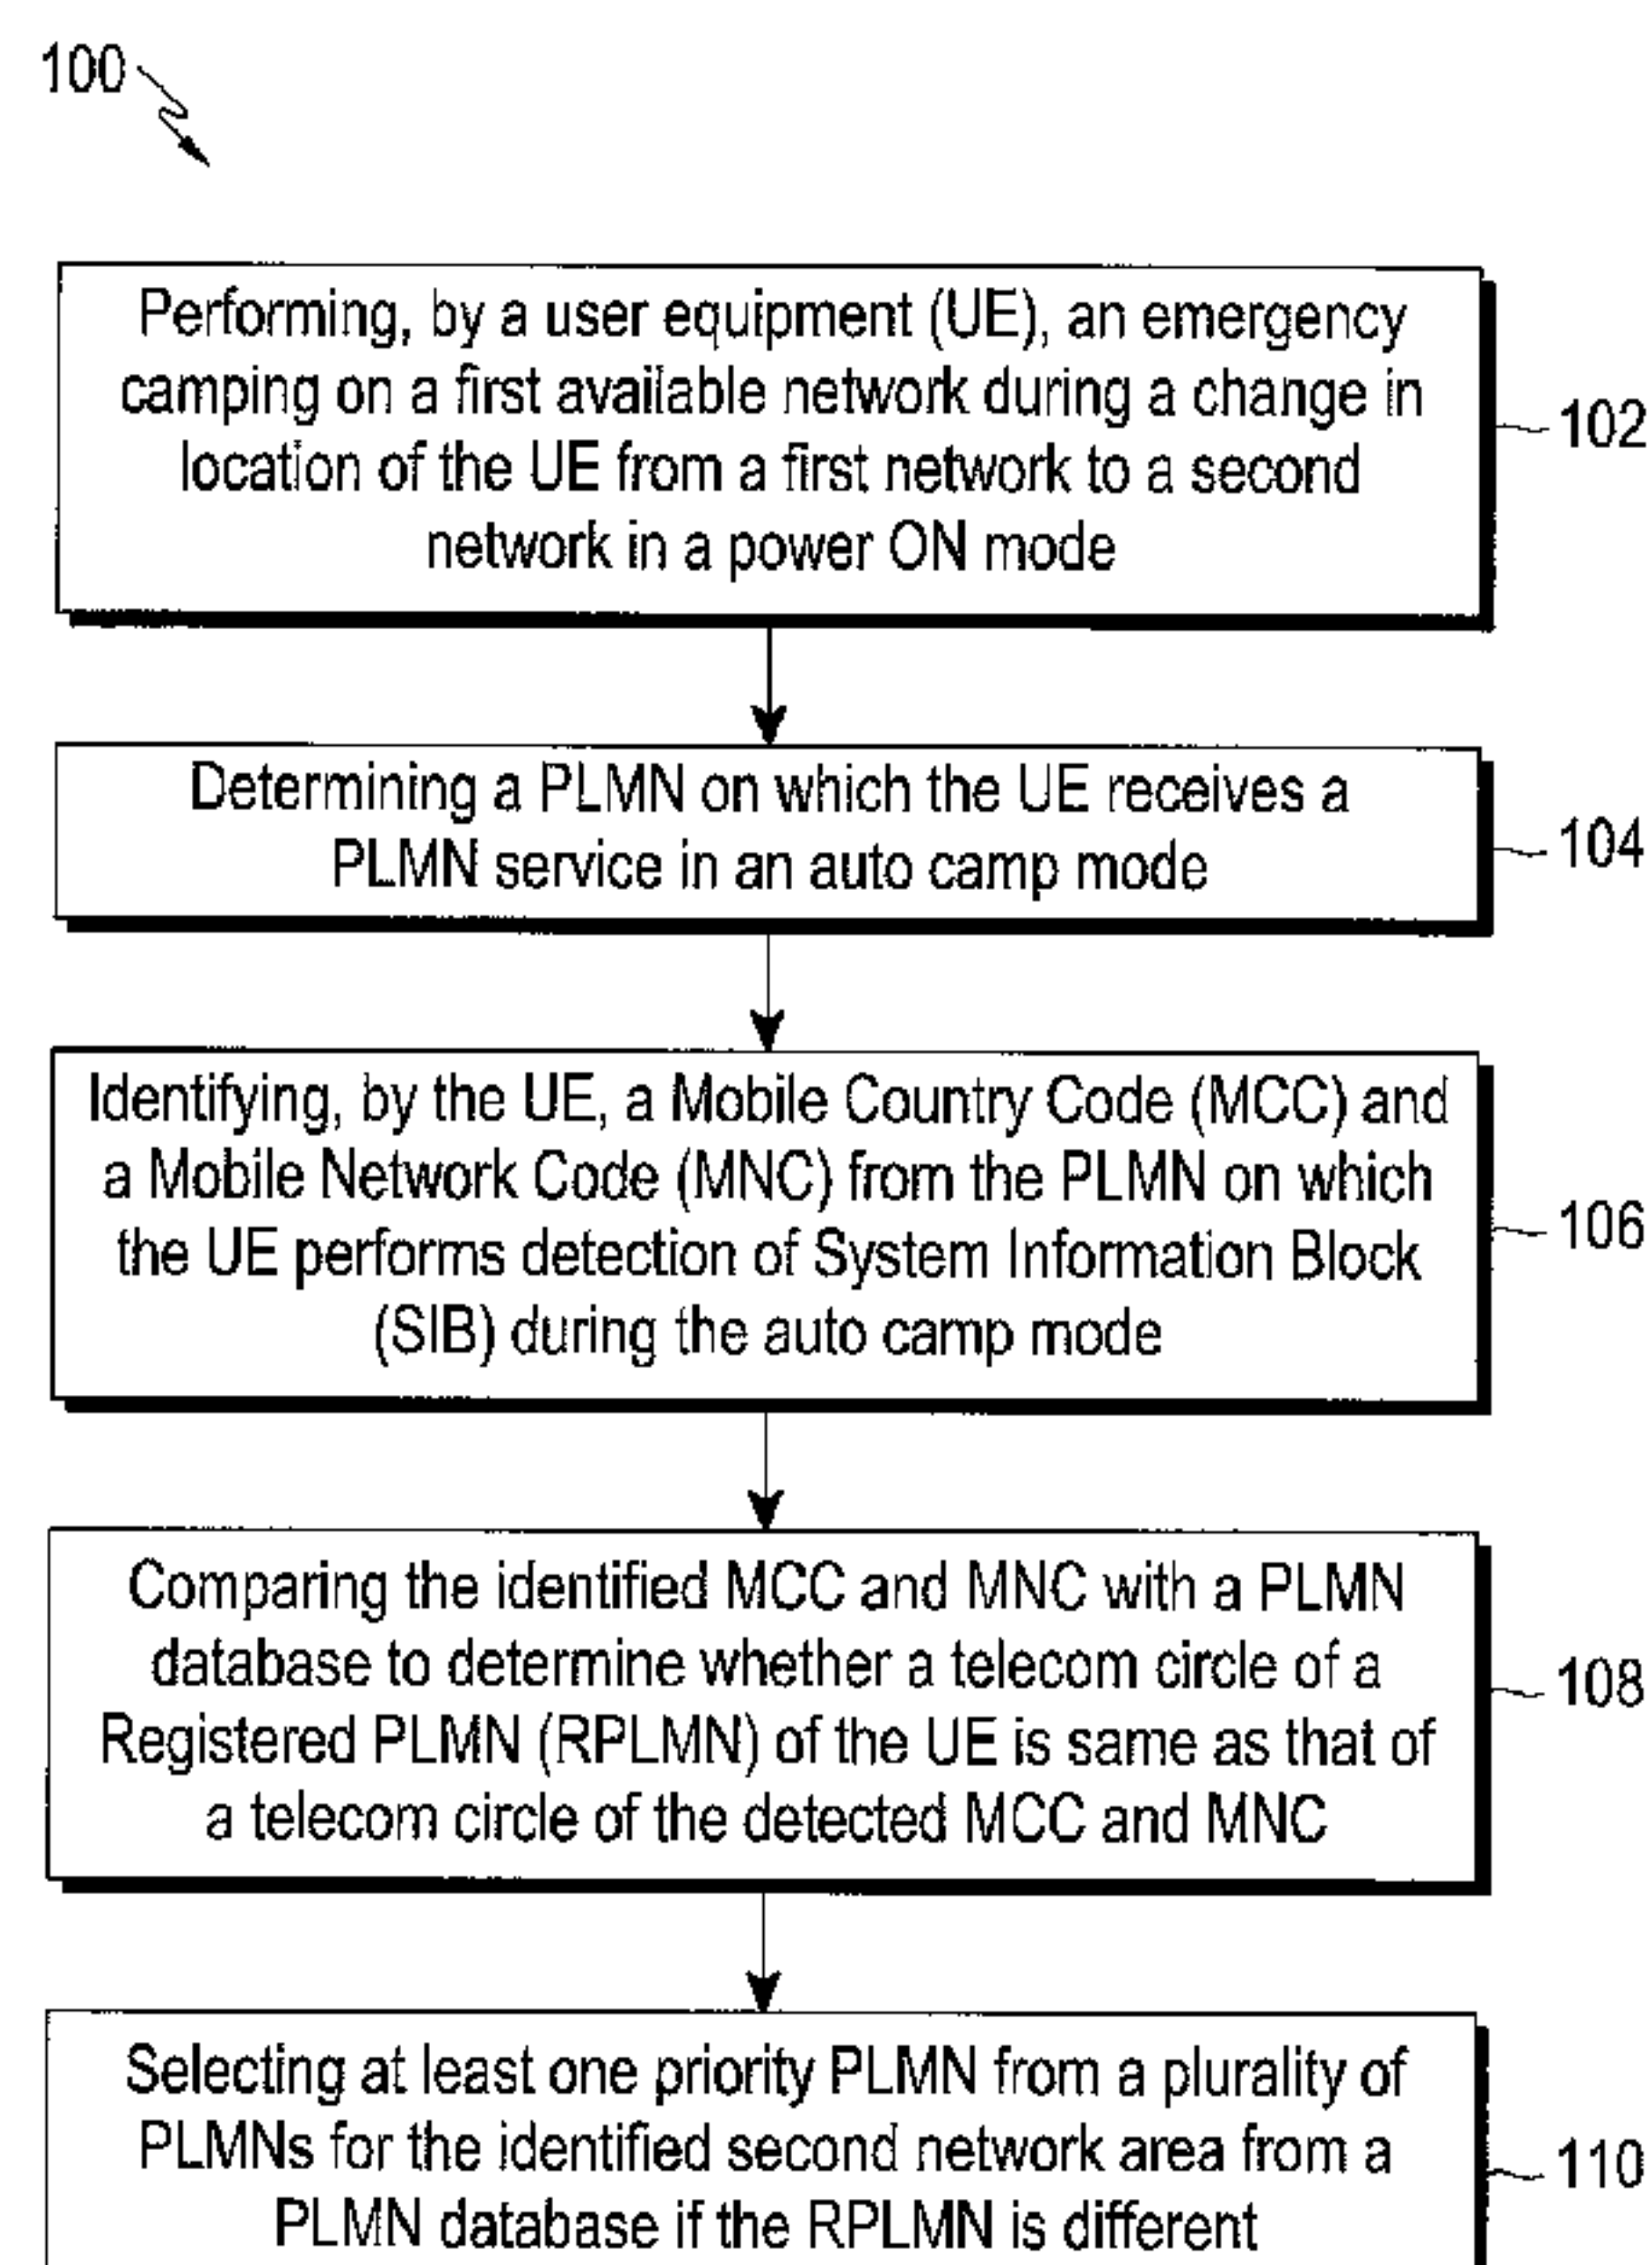 100
Performing, by a user equipment (UE), an emergency
camping on a first available network during a change in
location of the UE from a first network to a second
network in a power ON mode
102
Determining a PLMN on which the UE receives a
PLMN service in an auto camp mode
104
Identifying, by the UE, a Mobile Country Code (MCC) and
a Mobile Network Code (MNC) from the PLMN on which
the UE performs detection of System Information Block
(SIB) during the auto camp mode
106
Comparing the identified MCC and MNC with a PLMN
database to determine whether a telecom circle of a
Registered PLMN (RPLMN) of the UE is same as that of
a telecom circle of the detected MCC and MNC
108
Selecting at least one priority PLMN from a plurality of
PLMNs for the identified second network area from a
PLMN database if the RPLMN is different
110